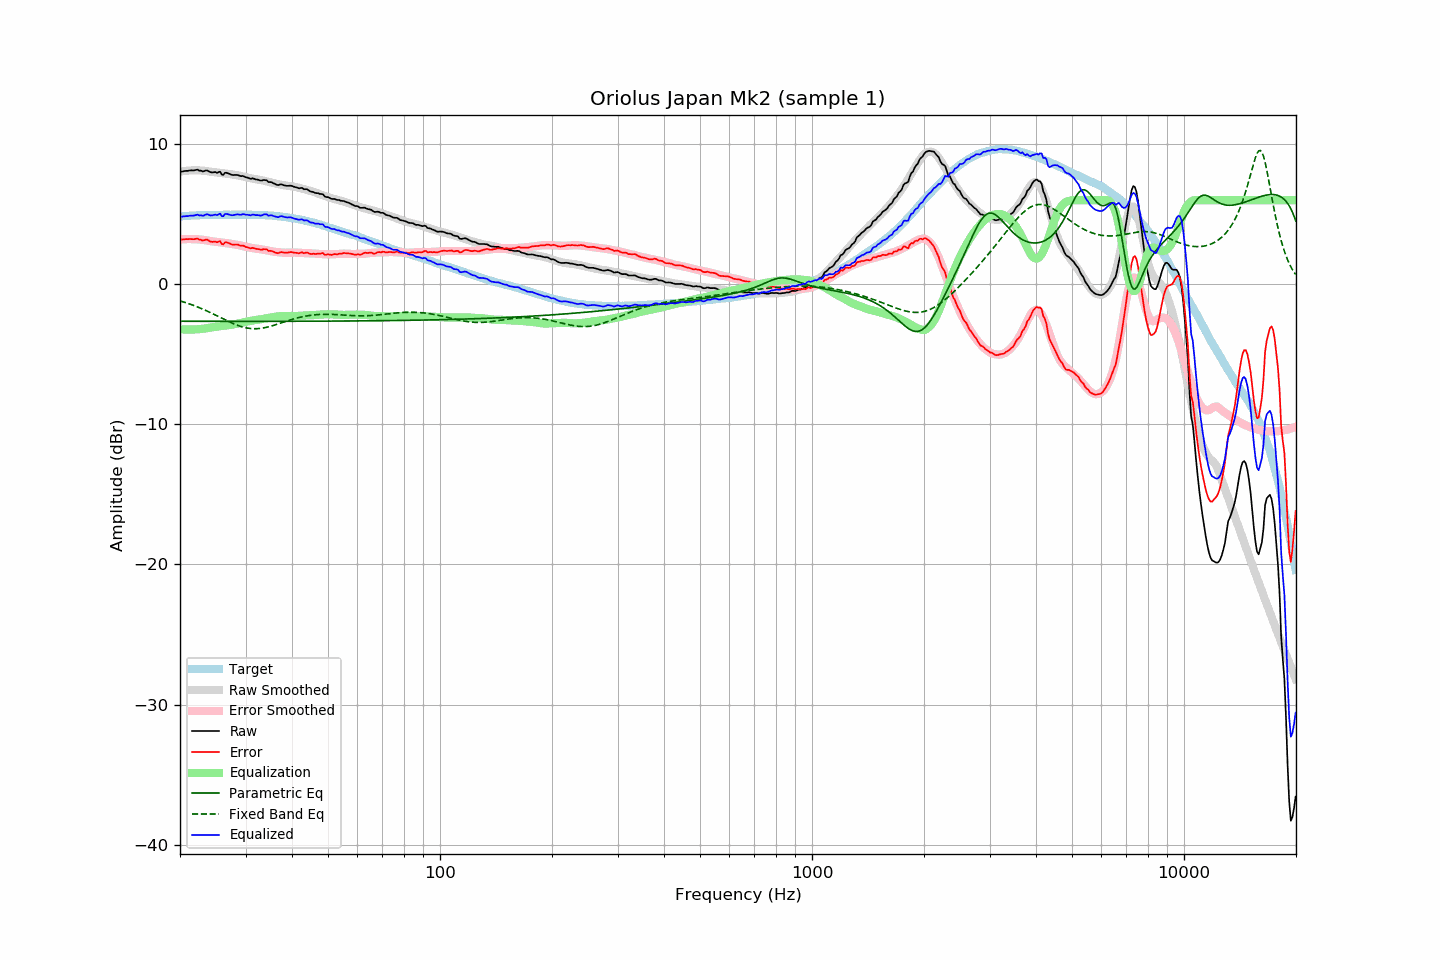 Oriolus Japan Mk2 (sample 1)
10
0
−10
−20
−30
−40
Amplitude (dBr)
Target
Raw Smoothed
Error Smoothed
Raw
Error
Equalization
Parametric Eq
Fixed Band Eq
Equalized
100
1000
10000
Frequency (Hz)